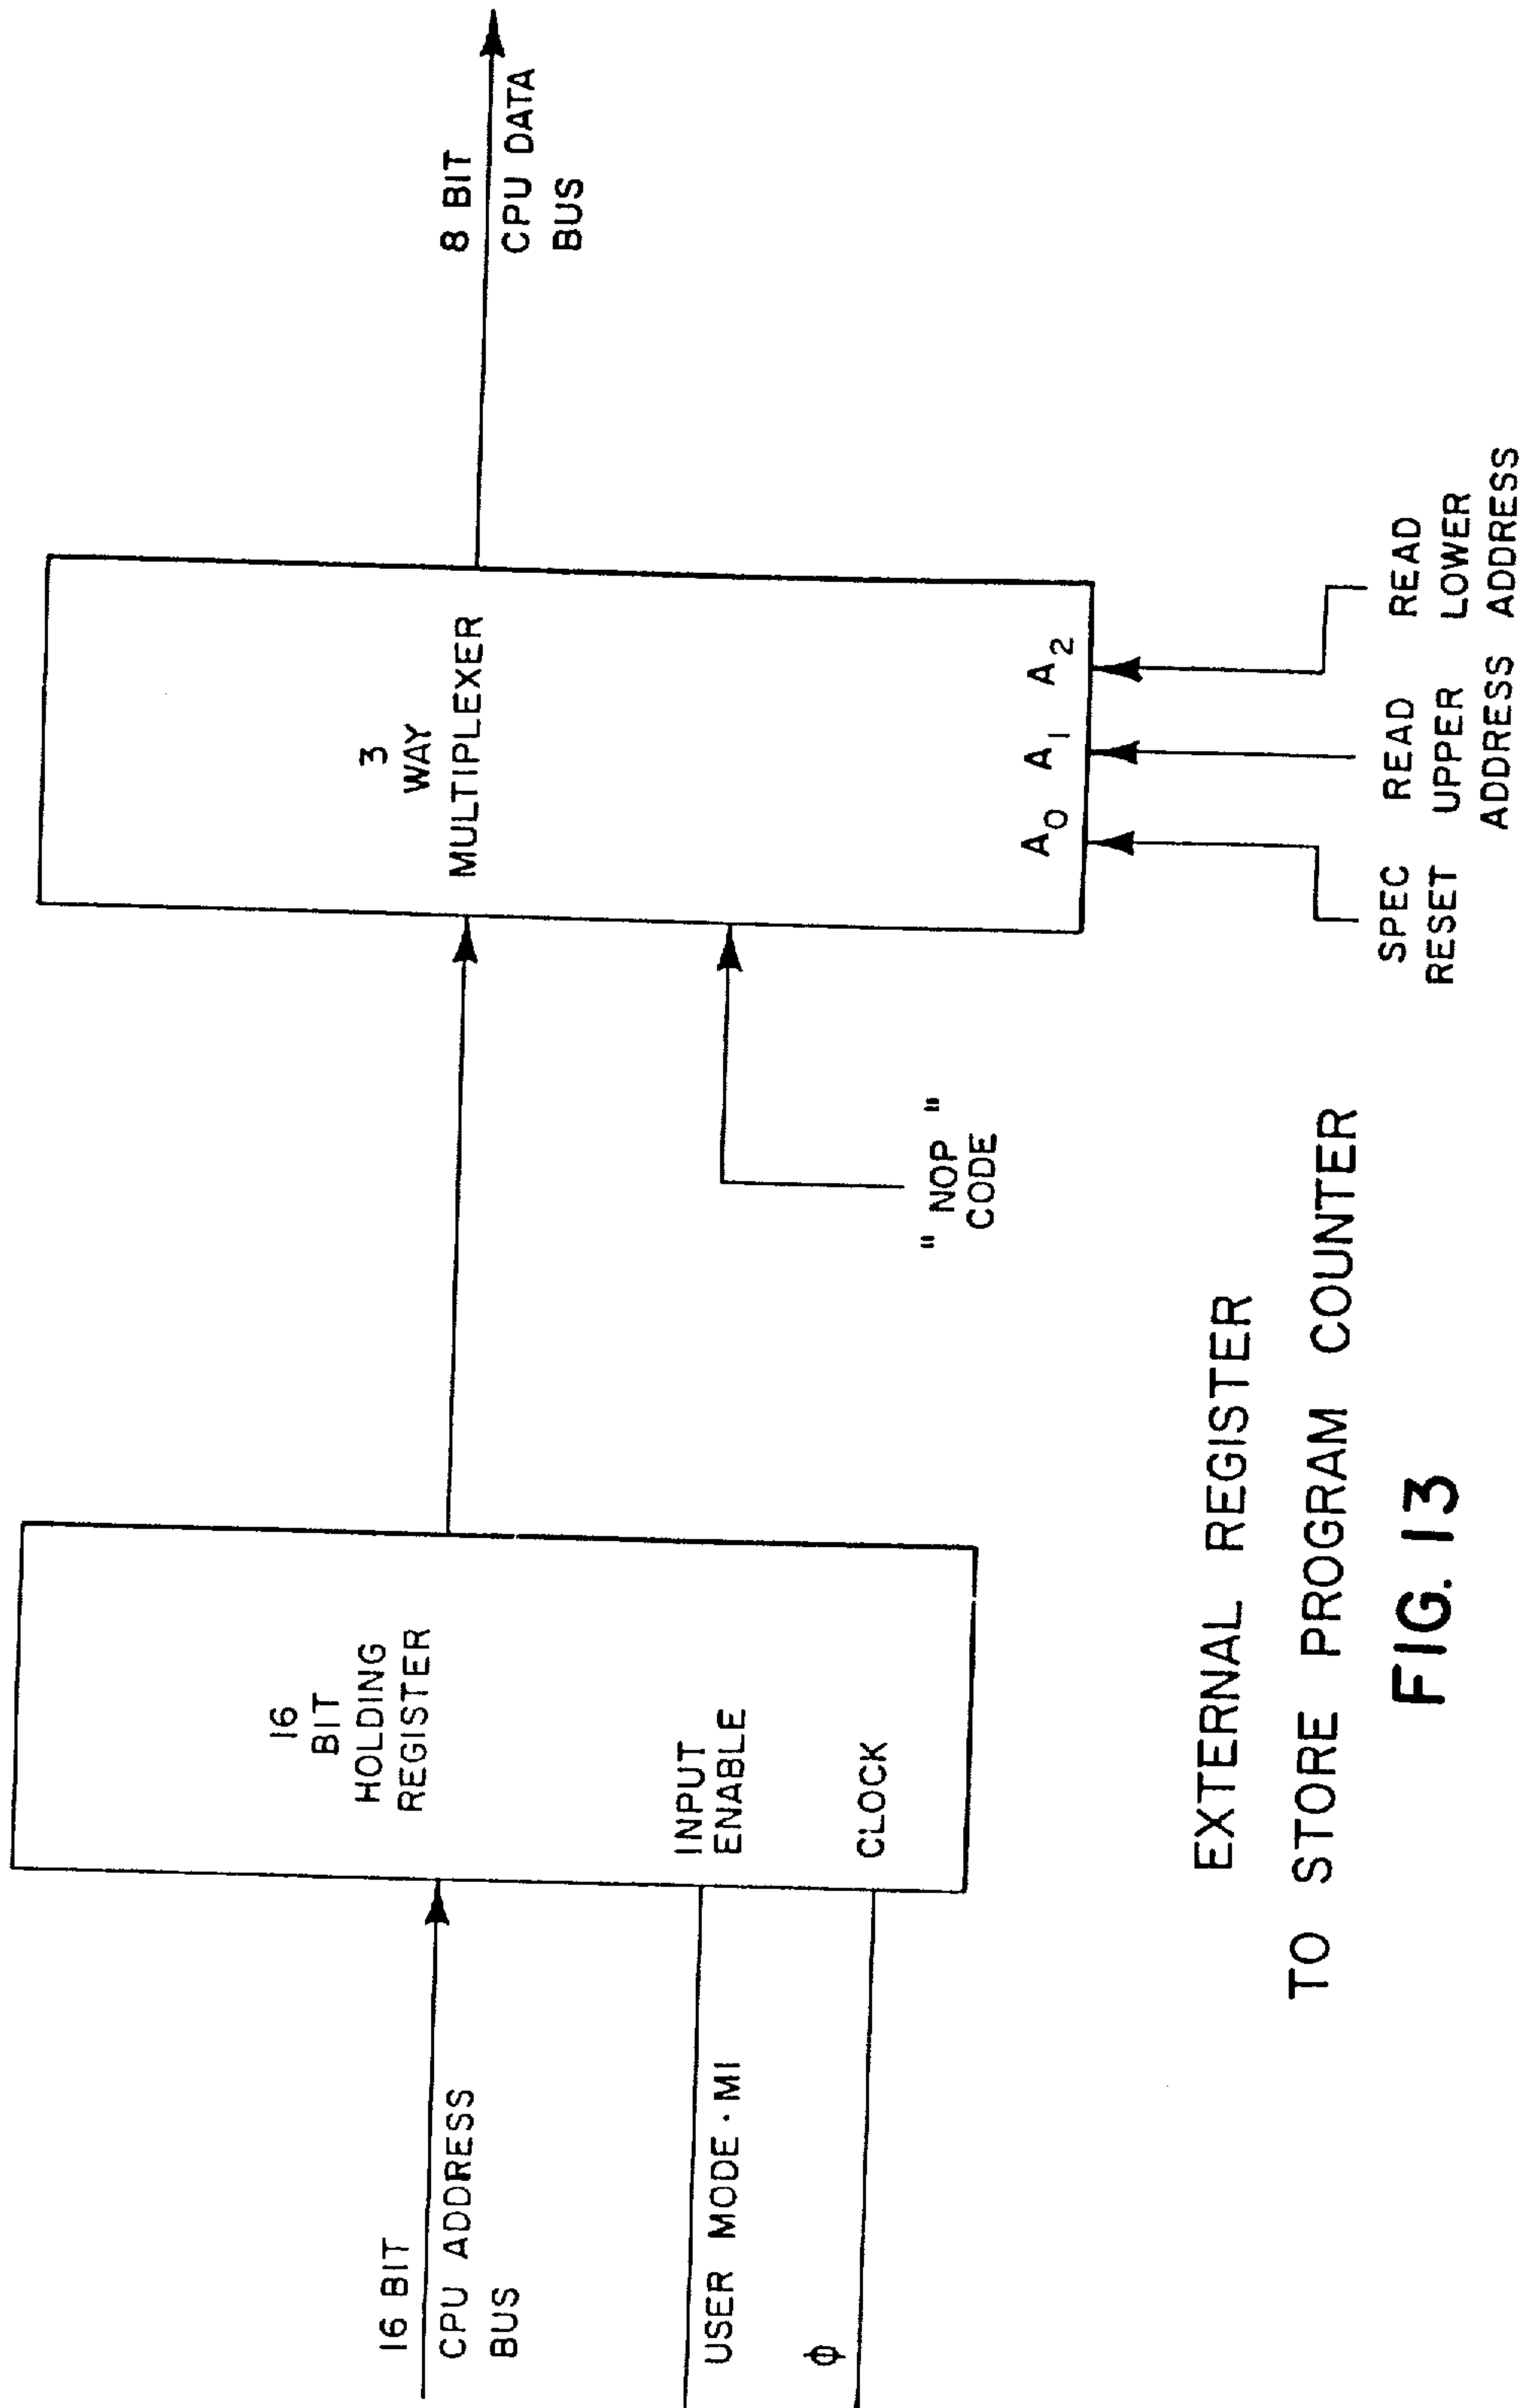 16 BIT
CPU ADDRESS
BUS
USER MODE · M1
ϕ
16
BIT
HOLDING
REGISTER
INPUT
ENABLE
CLOCK
" NOP "
CODE
3
WAY
MULTIPLEXER
A0 A1 A2
SPEC READ READ
RESET UPPER LOWER
ADDRESS ADDRESS
8 BIT
CPU DATA
BUS
EXTERNAL REGISTER
TO STORE PROGRAM COUNTER
FIG. 13